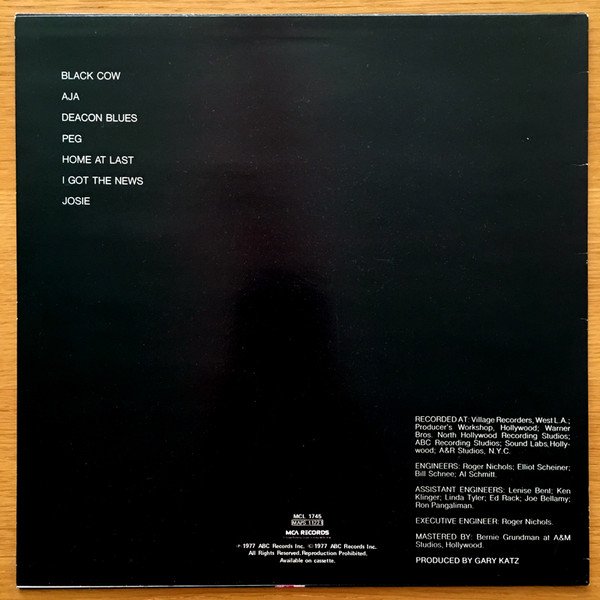 BLACK COW
AJA
DEACON BLUES
PEG
HOME AT LAST
I GOT THE NEWS
JOSIE
RECORDED AT: Village Recorders, West L.A.;
Producer's Workshop, Hollywood; Warner
Bros. North Hollywood Recording Studios;
ABC Recording Studios; Sound Labs, Holly-
wood; A&R Studios, N.Y.C.
ENGINEERS: Roger Nichols; Elliot Scheiner;
Bill Schnee; Al Schmitt.
ASSISTANT ENGINEERS: Lenise Bent; Ken
Klinger; Linda Tyler; Ed Rack; Joe Bellamy;
Ron Pangaliman.
EXECUTIVE ENGINEER: Roger Nichols.
MASTERED BY: Bernie Grundman at A&M
Studios, Hollywood.
PRODUCED BY GARY KATZ
MCL 1745
MCA RECORDS
℗ 1977 ABC Records Inc. © 1977 ABC Records Inc.
All Rights Reserved. Reproduction Prohibited.
Available on cassette.